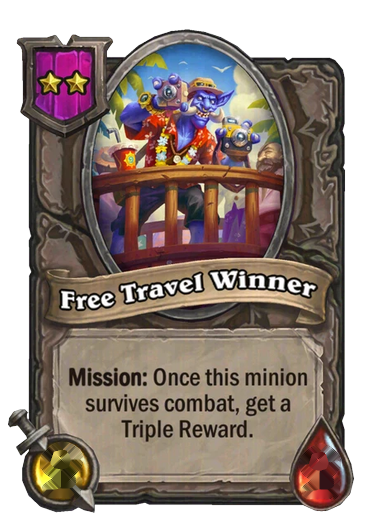 Free Travel Winner
Mission: Once this minion
survives combat, get a
Triple Reward.